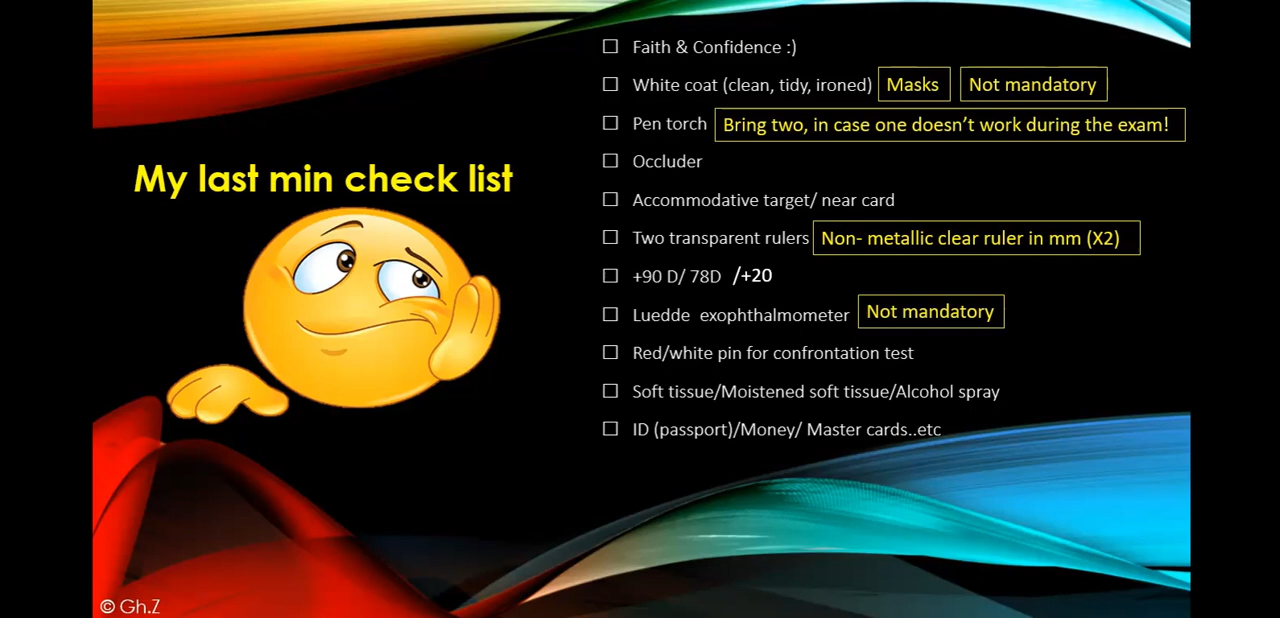 My last min check list
☐ Faith & Confidence :)
☐ White coat (clean, tidy, ironed) Masks Not mandatory
☐ Pen torch Bring two, in case one doesn’t work during the exam!
☐ Occluder
☐ Accommodative target/ near card
☐ Two transparent rulers Non- metallic clear ruler in mm (X2)
☐ +90 D/ 78D /+20
☐ Luedde exophthalmometer Not mandatory
☐ Red/white pin for confrontation test
☐ Soft tissue/Moistened soft tissue/Alcohol spray
☐ ID (passport)/Money/ Master cards..etc
© Gh.Z